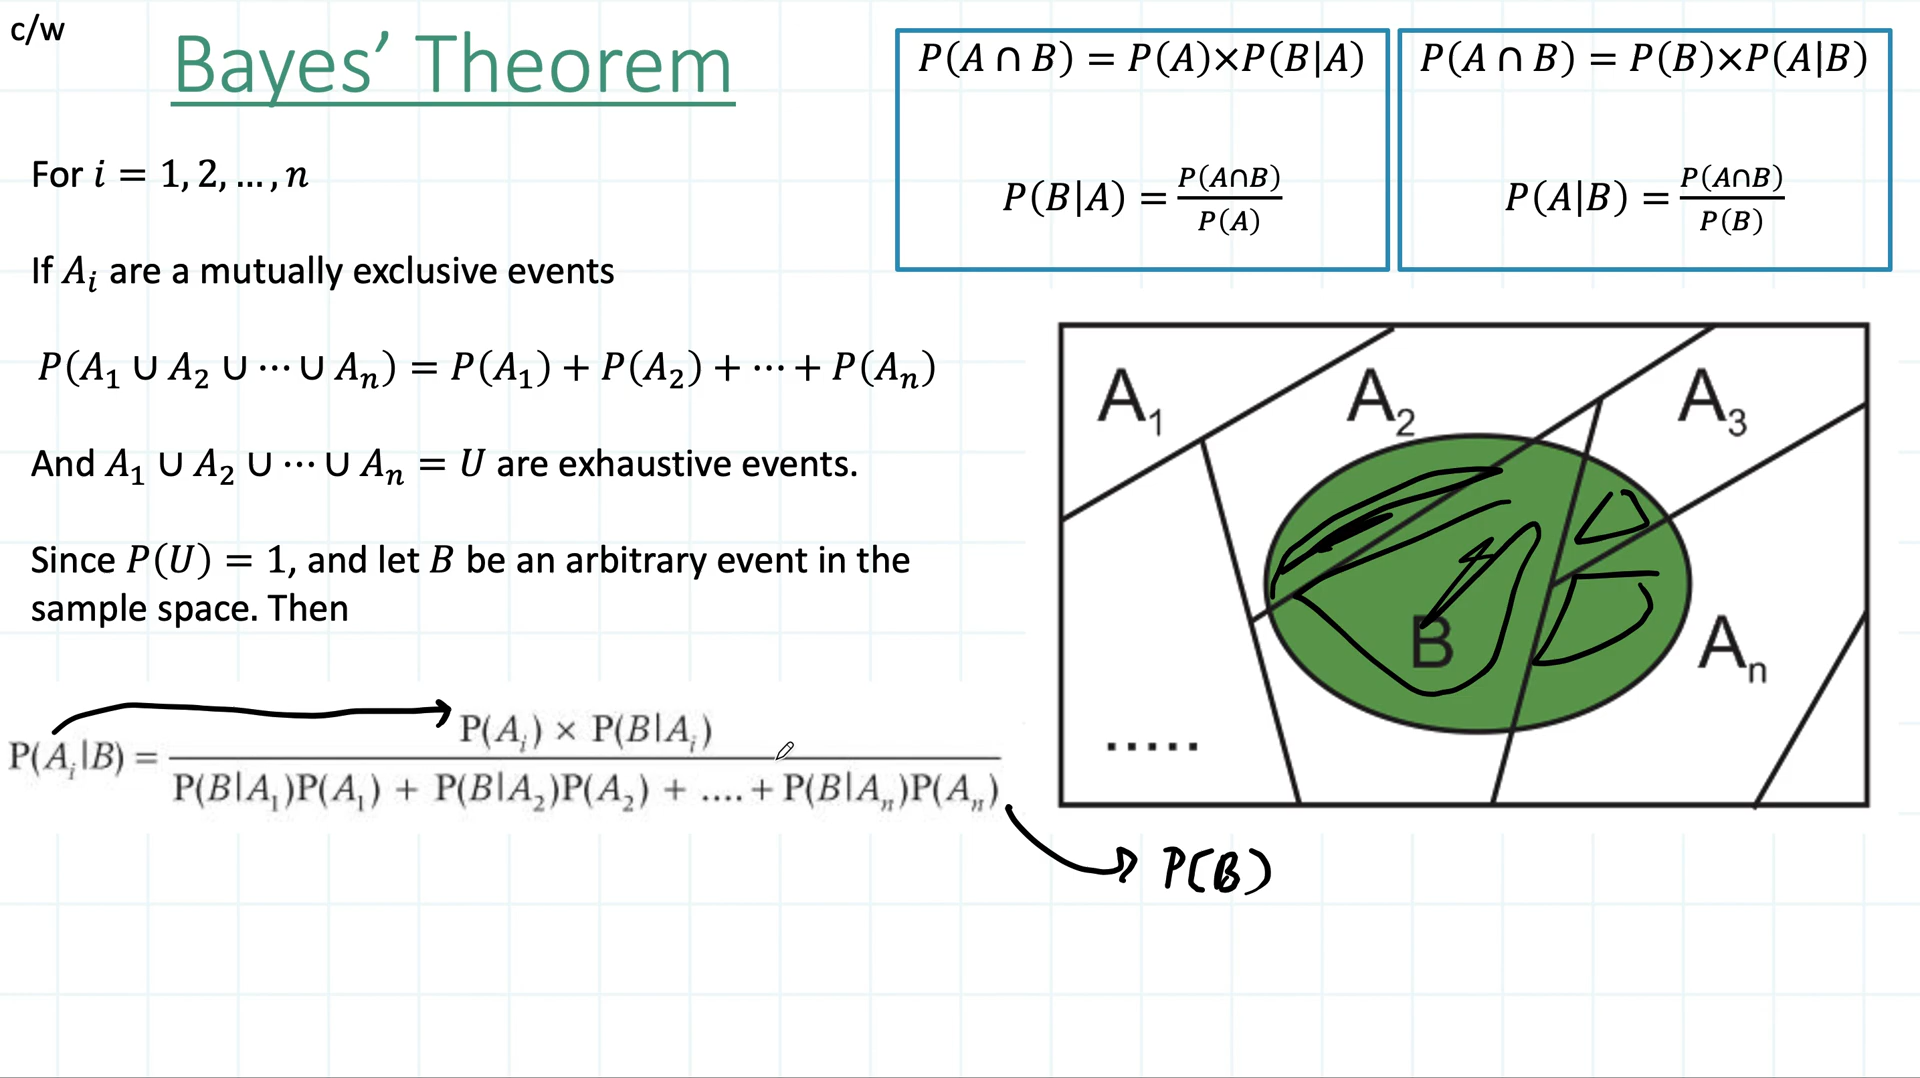 c/w
Bayes’ Theorem
P(A ∩ B) = P(A)×P(B|A)
P(B|A) = P(A∩B) / P(A)
P(A ∩ B) = P(B)×P(A|B)
P(A|B) = P(A∩B) / P(B)
For i = 1, 2, … , n
If Aᵢ are a mutually exclusive events
P(A₁ ∪ A₂ ∪ ⋯ ∪ Aₙ) = P(A₁) + P(A₂) + ⋯ + P(Aₙ)
And A₁ ∪ A₂ ∪ ⋯ ∪ Aₙ = U are exhaustive events.
Since P(U) = 1, and let B be an arbitrary event in the
sample space. Then
P(Aᵢ|B) = P(Aᵢ) × P(B|Aᵢ) / P(B|A₁)P(A₁) + P(B|A₂)P(A₂) + .... + P(B|Aₙ)P(Aₙ)
P(B)
A₁
A₂
A₃
B
Aₙ
.....